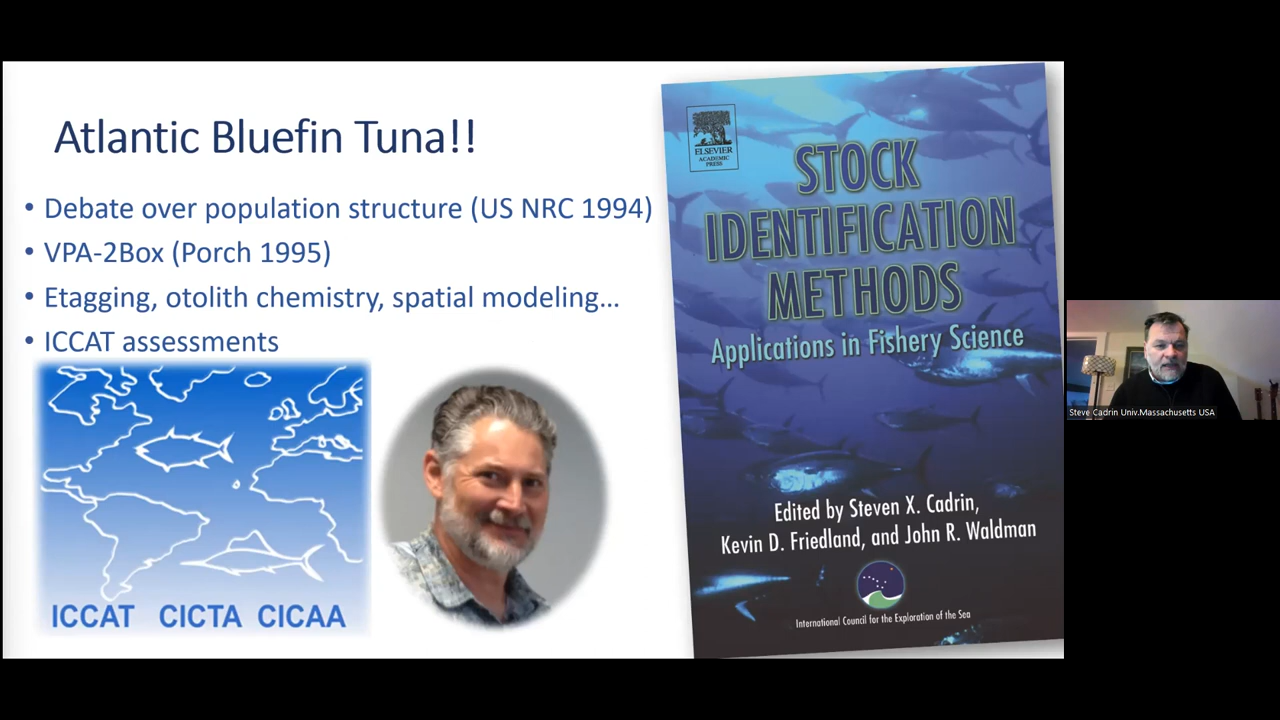 Atlantic Bluefin Tuna!!
• Debate over population structure (US NRC 1994)
• VPA-2Box (Porch 1995)
• Etagging, otolith chemistry, spatial modeling...
• ICCAT assessments
ICCAT CICTA CICAA
ELSEVIER
ACADEMIC
PRESS
STOCK
IDENTIFICATION
METHODS
Applications in Fishery Science
Edited by Steven X. Cadrin,
Kevin D. Friedland, and John R. Waldman
International Council for the Exploration of the Sea
Steve Cadrin Univ.Massachusetts USA